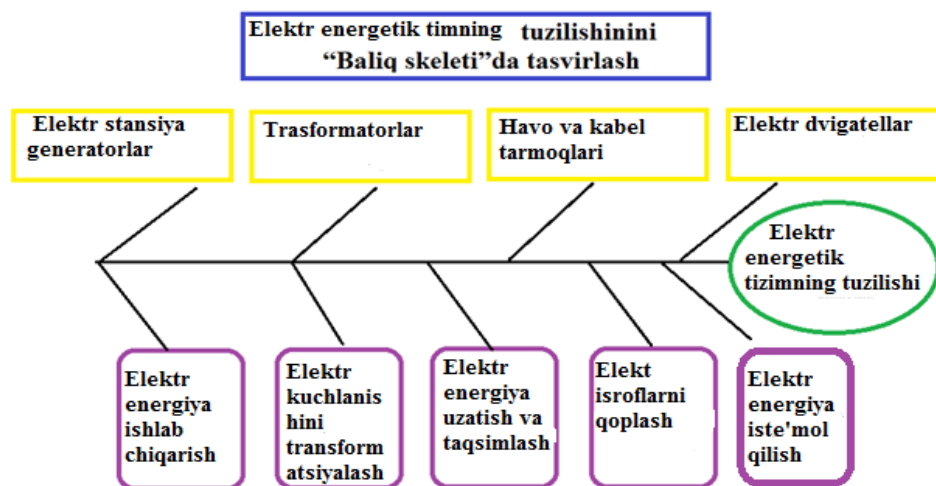 Elektr energetik timning tuzilishinini
“Baliq skeleti”da tasvirlash
Elektr stansiya
generatorlar
Trasformatorlar
Havo va kabel
tarmoqlari
Elektr dvigatellar
Elektr
energetik
tizimning tuzilishi
Elektr
energiya
ishlab
chiqarish
Elektr
kuchlanis
hini
transform
atsiyalash
Elektr
energiya
uzatish va
taqsimlash
Elekt
isroflarni
qoplash
Elektr
energiya
iste'mol
qilish